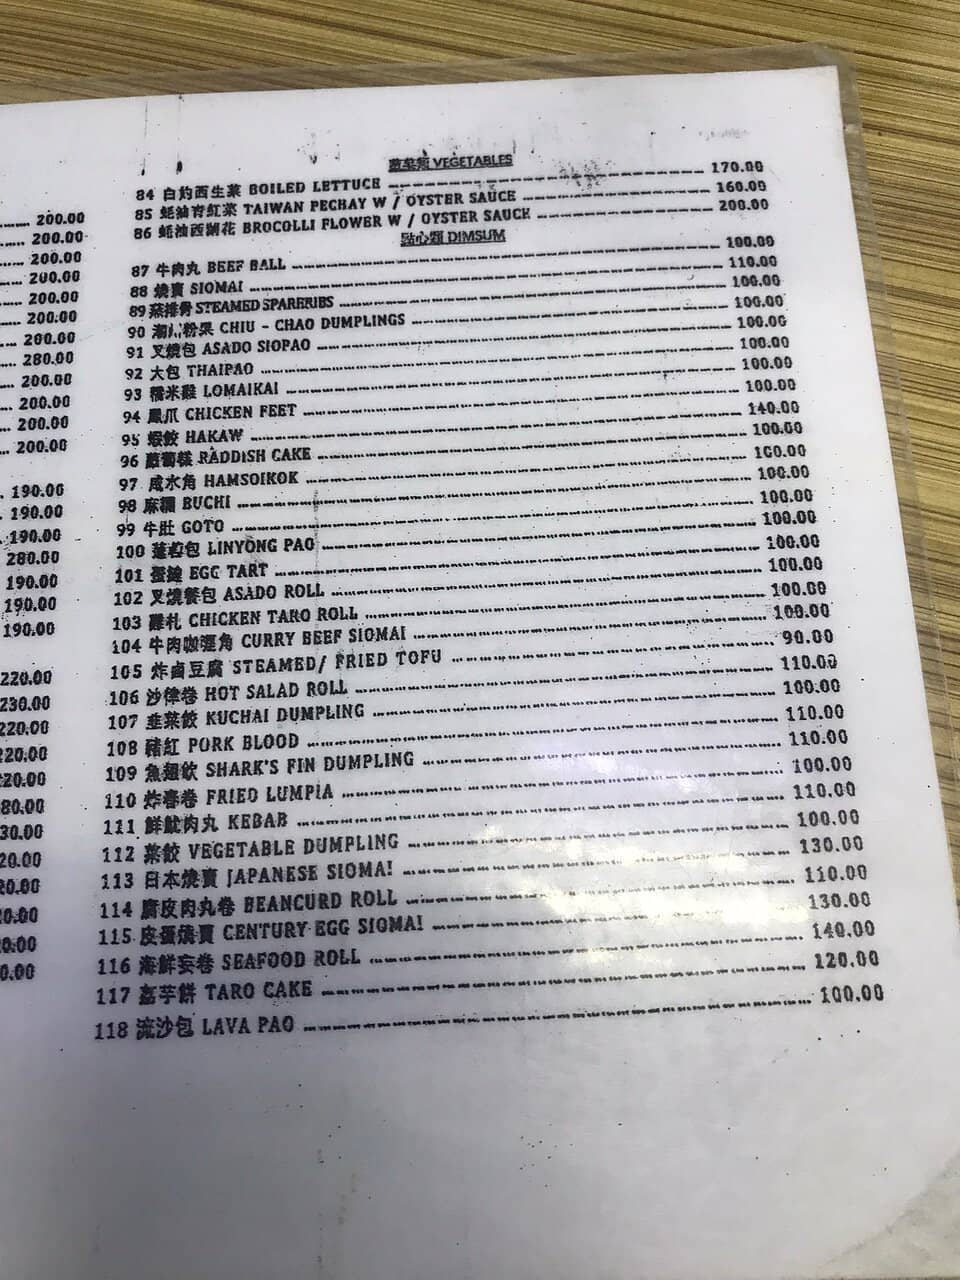 200.00
200.00
200.00
200.00
200.00
200.00
200.00
280.00
200.00
200.00
200.00
200.00
190.00
190.00
190.00
280.00
190.00
190.00
190.00
220.00
230.00
220.00
220.00
蔬菜類 VEGETABLES
84 白灼西生菜 BOILED LETTUCE 170.00
85 蚝油青紅菜 TAIWAN PECHAY W / OYSTER SAUCE 160.00
86 蚝油西蘭花 BROCOLLI FLOWER W / OYSTER SAUCE 200.00
點心類 DIMSUM
87 牛肉丸 BEEF BALL 100.00
88 燒賣 SIOMAI 110.00
89 蒸排骨 STEAMED SPARERIBS 100.00
90 潮州粉果 CHIU - CHAO DUMPLINGS 100.00
91 叉燒包 ASADO SIOPAO 100.00
92 大包 THAIPAO 100.00
93 糯米雞 LOMAIKAI 100.00
94 鳳爪 CHICKEN FEET 100.00
95 蝦餃 HAKAW 140.00
96 蘿蔔糕 RADDISH CAKE 100.00
97 咸水角 HAMSOIKOK 100.00
98 麻糰 BUCHI 100.00
99 牛肚 GOTO 100.00
100 蓮蓉包 LINYONG PAO 100.00
101 蛋撻 EGG TART 100.00
102 叉燒餐包 ASADO ROLL 100.00
103 雞札 CHICKEN TARO ROLL 100.00
104 牛肉咖喱角 CURRY BEEF SIOMAI 100.00
105 炸鹵豆腐 STEAMED/ FRIED TOFU 90.00
106 沙律卷 HOT SALAD ROLL 110.00
107 韭菜餃 KUCHAI DUMPLING 100.00
108 豬紅 PORK BLOOD 110.00
109 魚翅餃 SHARK'S FIN DUMPLING 110.00
110 炸春卷 FRIED LUMPIA 100.00
111 鮮魷肉丸 KEBAB 110.00
112 菜餃 VEGETABLE DUMPLING 100.00
113 日本燒賣 JAPANESE SIOMAI 130.00
114 腐皮肉丸卷 BEANCURD ROLL 110.00
115 皮蛋燒賣 CENTURY EGG SIOMAI 130.00
116 海鮮卷 SEAFOOD ROLL 140.00
117 荔芋餅 TARO CAKE 120.00
118 流沙包 LAVA PAO 100.00